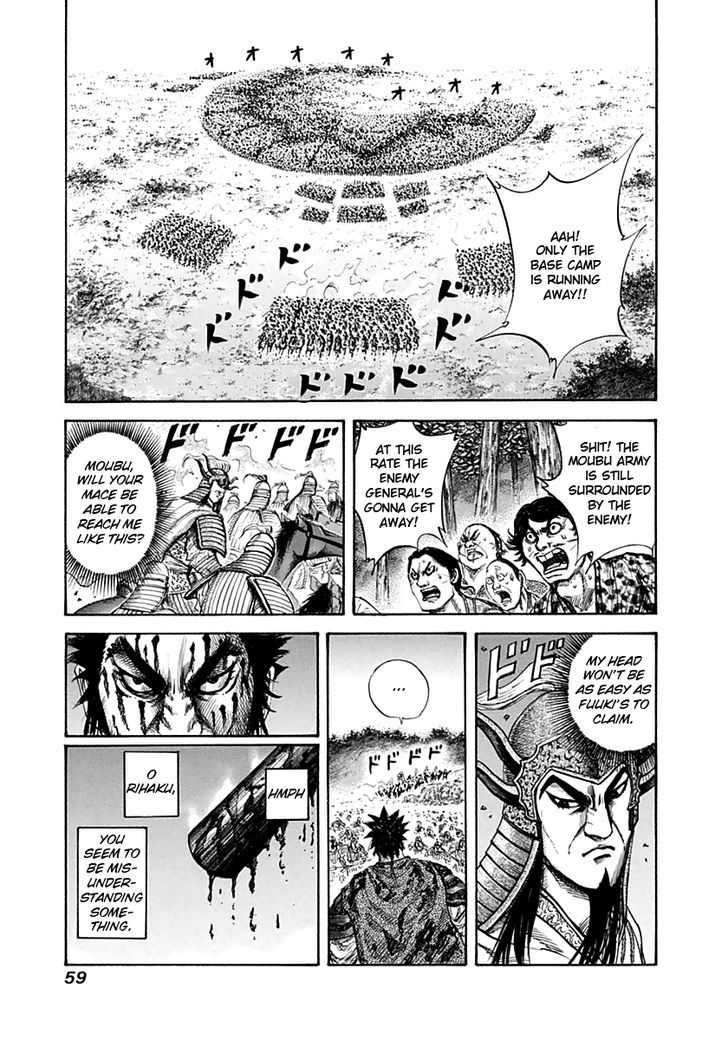 オ オ オ オ オ
オ オ オ
AAH!
ONLY THE
BASE CAMP
IS RUNNING
AWAY!!
ドドド
ドドドド
ドド
SHIT! THE
MOUBU ARMY
IS STILL
SURROUNDED
BY THE
ENEMY!
AT THIS
RATE THE
ENEMY
GENERAL'S
GONNA GET
AWAY!
ドドドド
MOUBU,
WILL YOUR
MACE BE
ABLE TO
REACH ME
LIKE THIS?
ドドド
MY HEAD
WON'T BE
AS EASY AS
FUUKI'S TO
CLAIM.
...
ドドドド
HMPH
O
RIHAKU,
YOU
SEEM TO
BE MIS-
UNDER-
STANDING
SOME-
THING.
59